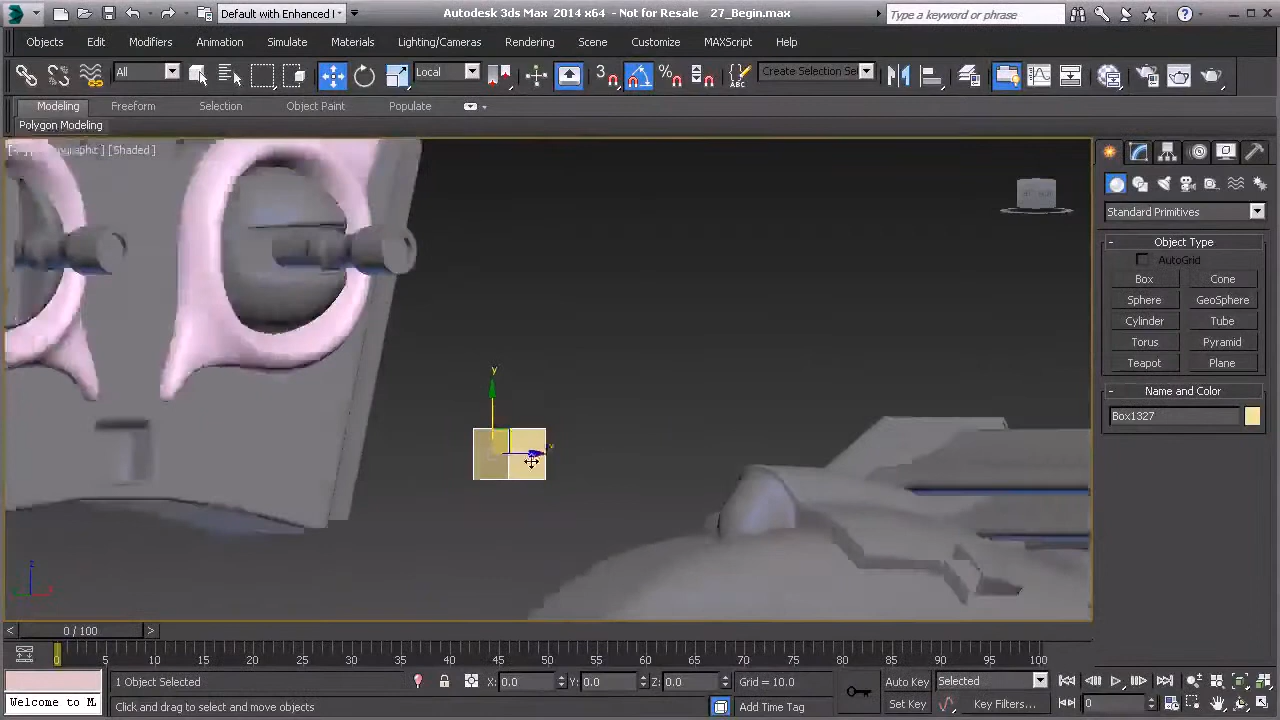 Default with Enhanced
Autodesk 3ds Max 2014 x64 - Not for Resale 27_Begin.max
Type a keyword or phrase
Objects Edit Modifiers Animation Simulate Materials Lighting/Cameras Rendering Scene Customize MAXScript Help
All Local Create Selection Set
Modeling Freeform Selection Object Paint Populate
Polygon Modeling
[Shaded ]
Standard Primitives
- Object Type
AutoGrid
Box Cone
Sphere GeoSphere
Cylinder Tube
Torus Pyramid
Teapot Plane
- Name and Color
Box1327
y
z
< 0 / 100 >
0 5 10 15 20 25 30 35 40 45 50 55 60 65 70 75 80 85 90 95 100
1 Object Selected X: 0.0 Y: 0.0 Z: 0.0 Grid = 10.0 Auto Key Selected
Welcome to M Click and drag to select and move objects Add Time Tag Set Key Key Filters... 0